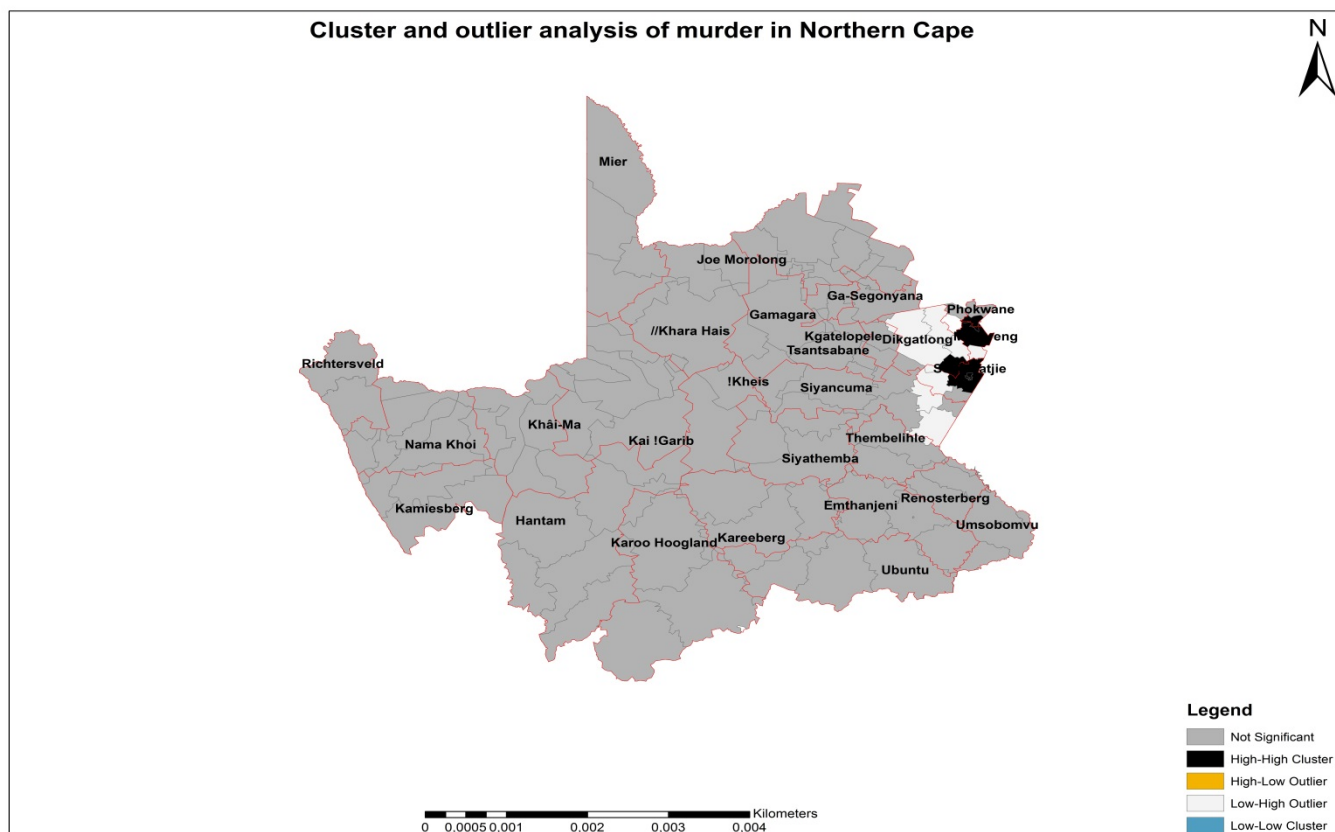 Cluster and outlier analysis of murder in Northern Cape
N
Mier
Joe Morolong
Ga-Segonyana
Phokwane
Gamagara
//Khara Hais
Kgatelopele
Dikgatlong
Tsantsabane
Richtersveld
!Kheis
Siyancuma
Khâi-Ma
Nama Khoi
Kai !Garib
Thembelihle
Siyathemba
Kamiesberg
Renosterberg
Emthanjeni
Hantam
Umsobomvu
Karoo Hoogland
Kareeberg
Ubuntu
Legend
Not Significant
High-High Cluster
High-Low Outlier
Low-High Outlier
Low-Low Cluster
Kilometers
0 0.0005 0.001 0.002 0.003 0.004